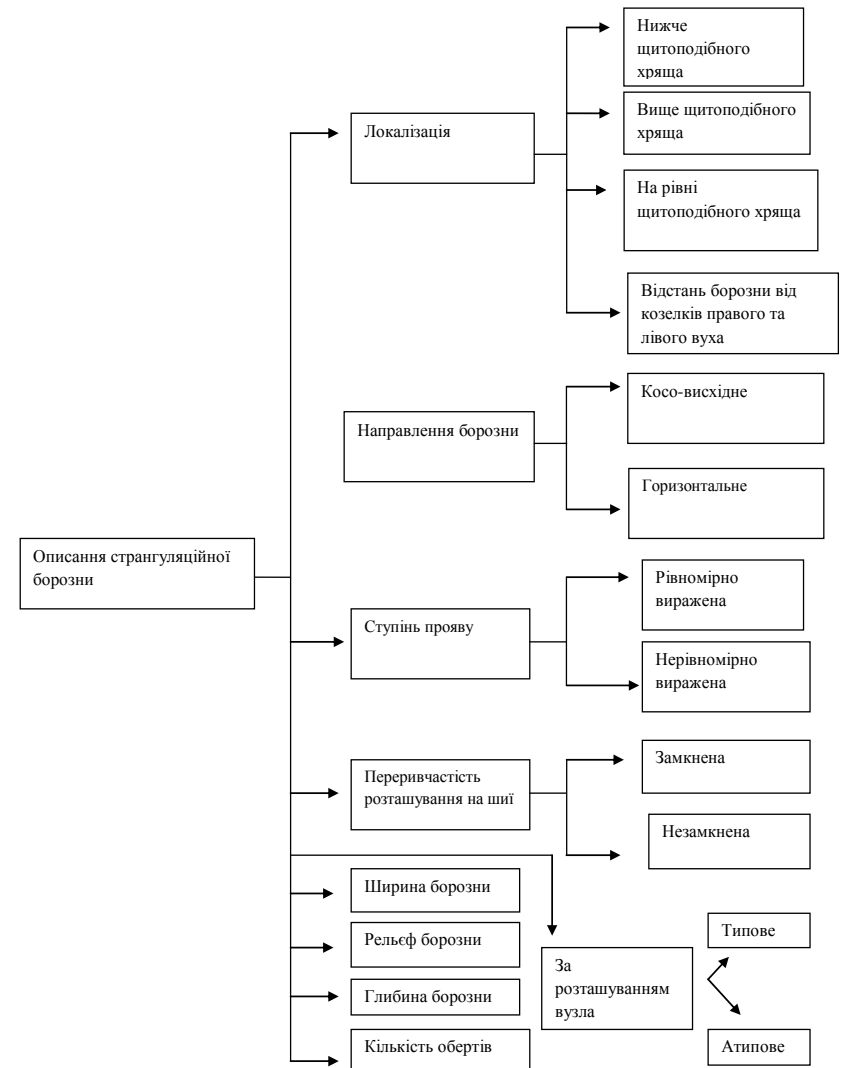 Нижче
щитоподібного
хряща
Локалізація
Вище щитоподібного
хряща
На рівні
щитоподібного хряща
Відстань борозни від
козелків правого та
лівого вуха
Направлення борозни
Косо-висхідне
Горизонтальне
Описання странгуляційної
борозни
Ступінь прояву
Рівномірно
виражена
Нерівномірно
виражена
Переривчастість
розташування на шиї
Замкнена
Незамкнена
Ширина борозни
Рельєф борозни
Глибина борозни
Кількість обертів
За
розташуванням
вузла
Типове
Атипове